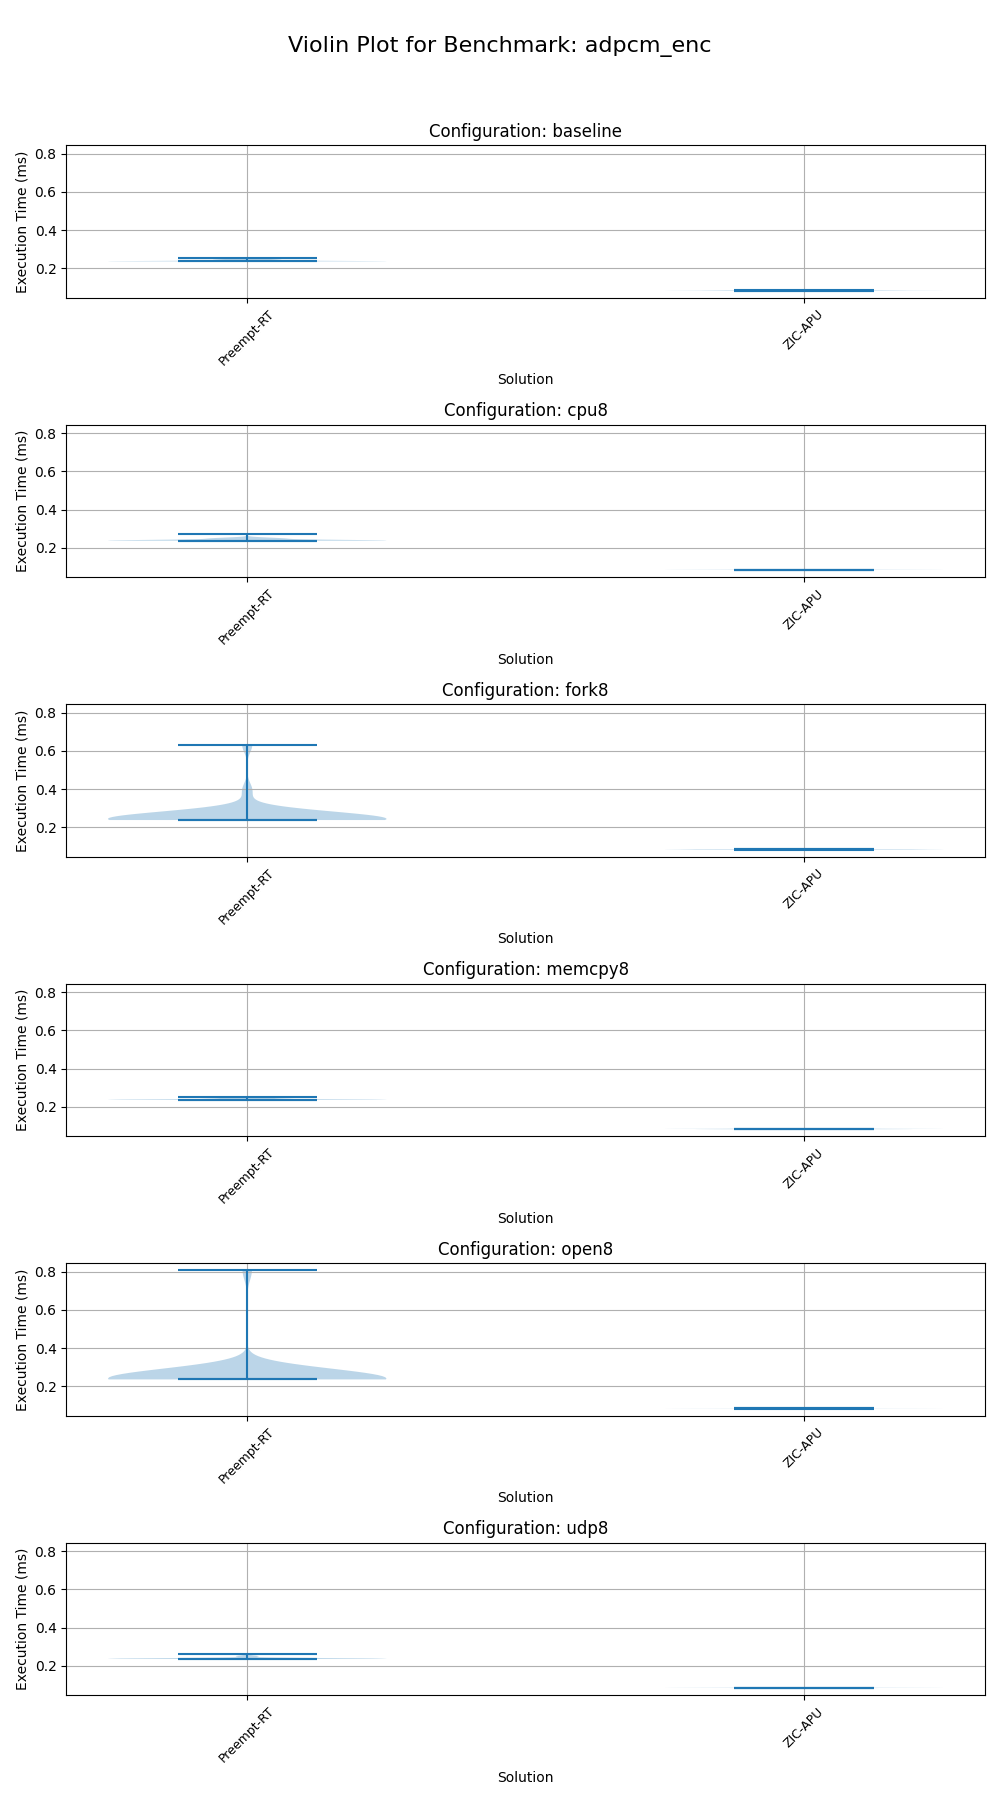 Violin Plot for Benchmark: adpcm_enc
Configuration: baseline
Execution Time (ms)
0.8
0.6
0.4
0.2
Preempt-RT
ZIC-APU
Solution
Configuration: cpu8
Execution Time (ms)
0.8
0.6
0.4
0.2
Preempt-RT
ZIC-APU
Solution
Configuration: fork8
Execution Time (ms)
0.8
0.6
0.4
0.2
Preempt-RT
ZIC-APU
Solution
Configuration: memcpy8
Execution Time (ms)
0.8
0.6
0.4
0.2
Preempt-RT
ZIC-APU
Solution
Configuration: open8
Execution Time (ms)
0.8
0.6
0.4
0.2
Preempt-RT
ZIC-APU
Solution
Configuration: udp8
Execution Time (ms)
0.8
0.6
0.4
0.2
Preempt-RT
ZIC-APU
Solution